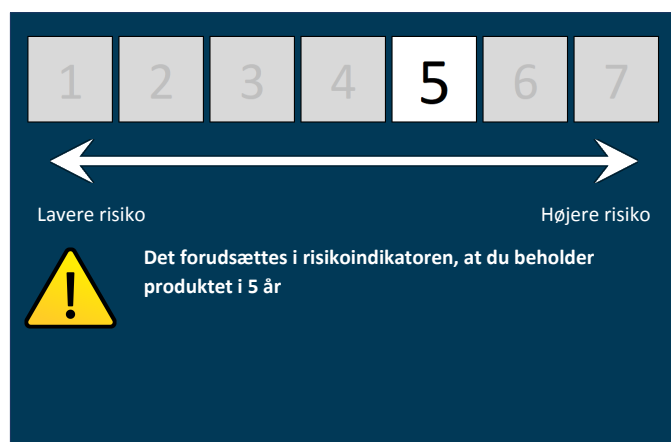 1 2 3 4 5 6 7
Lavere risiko Højere risiko
Det forudsættes i risikoindikatoren, at du beholder
produktet i 5 år